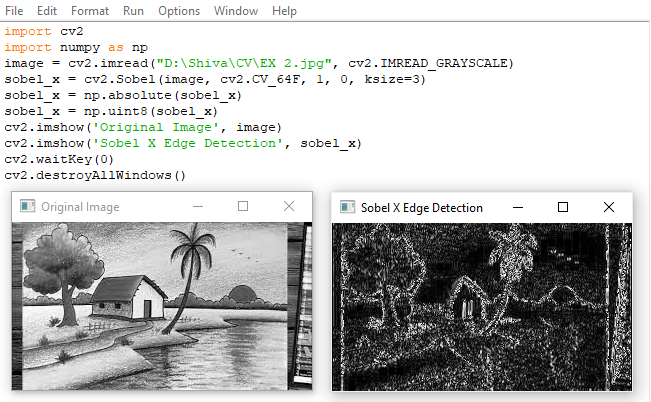 File Edit Format Run Options Window Help
import cv2
import numpy as np
image = cv2.imread("D:\Shiva\CV\EX 2.jpg", cv2.IMREAD_GRAYSCALE)
sobel_x = cv2.Sobel(image, cv2.CV_64F, 1, 0, ksize=3)
sobel_x = np.absolute(sobel_x)
sobel_x = np.uint8(sobel_x)
cv2.imshow('Original Image', image)
cv2.imshow('Sobel X Edge Detection', sobel_x)
cv2.waitKey(0)
cv2.destroyAllWindows()
Original Image
Sobel X Edge Detection